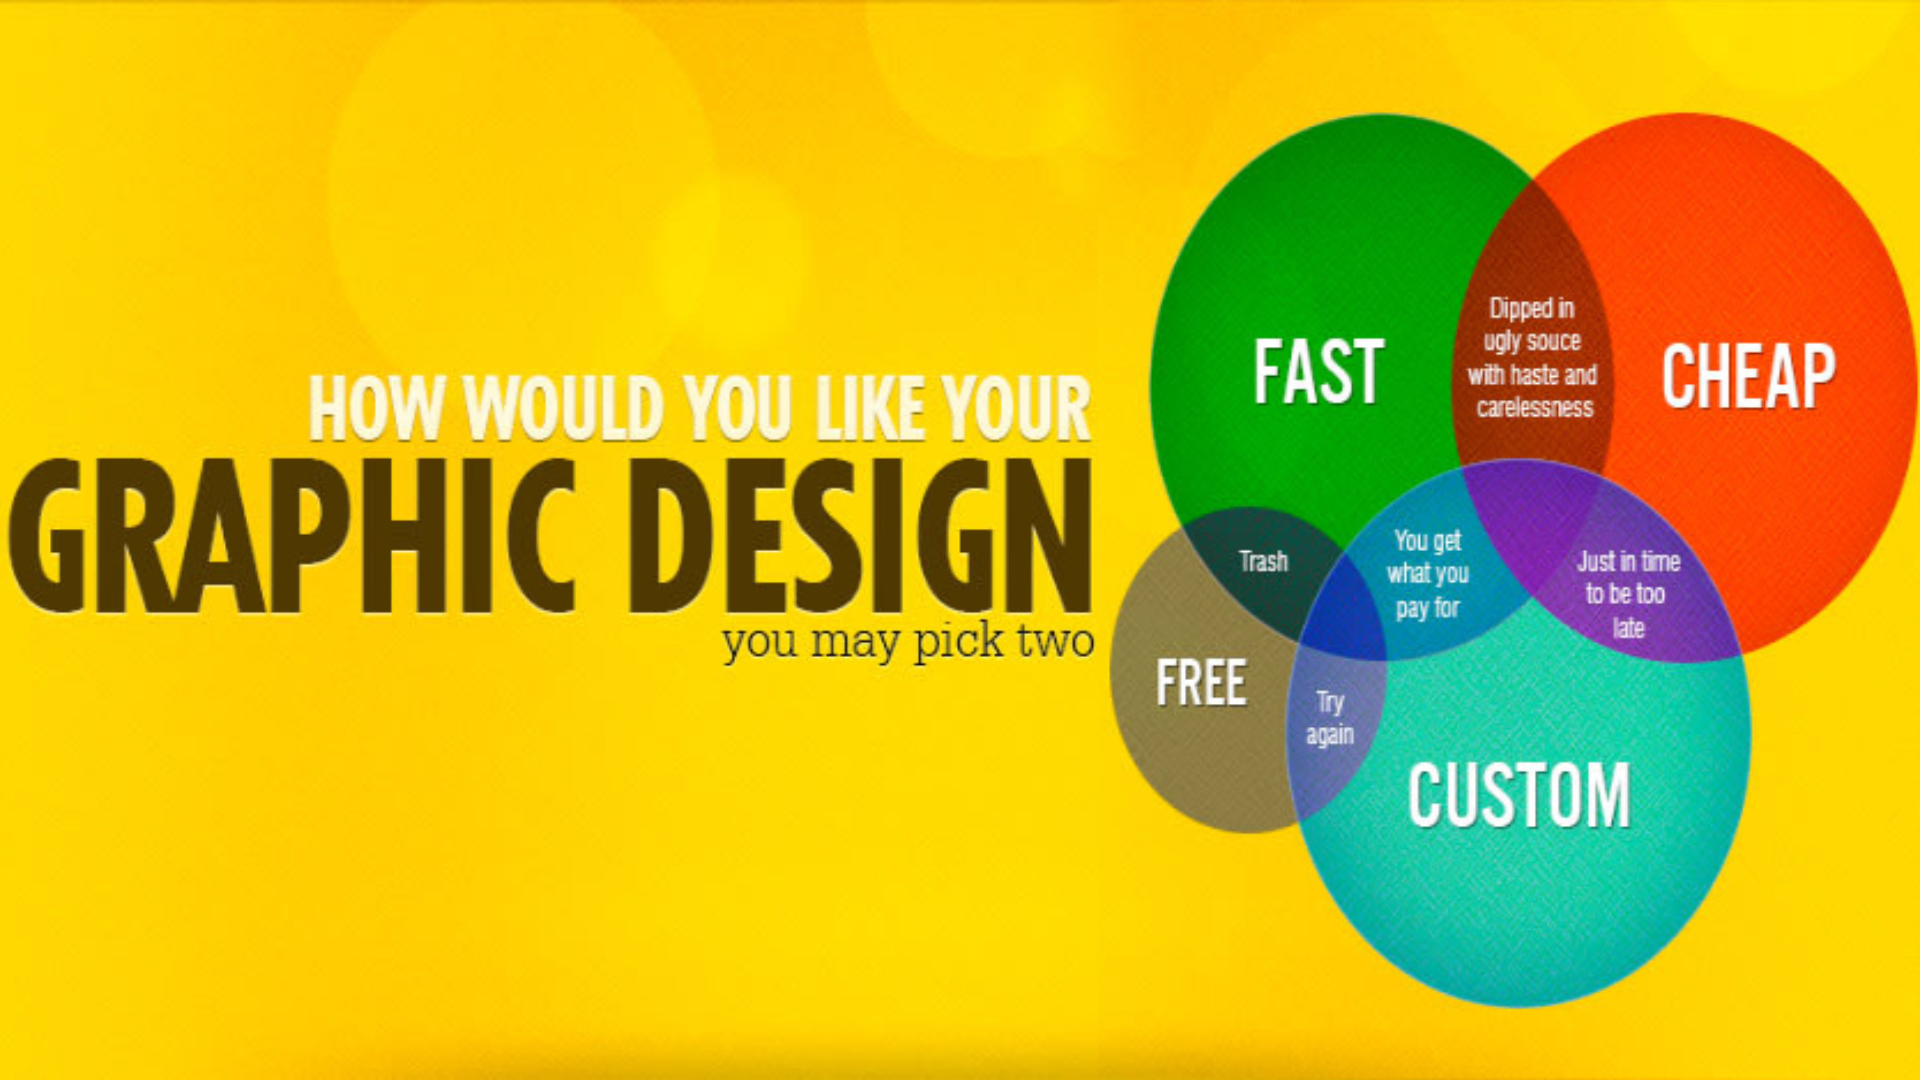 HOW WOULD YOU LIKE YOUR
GRAPHIC DESIGN
you may pick two
FAST
Dipped in
ugly souce
with haste and
carelessness
CHEAP
Trash
You get
what you
pay for
Just in time
to be too
late
FREE
Try
again
CUSTOM